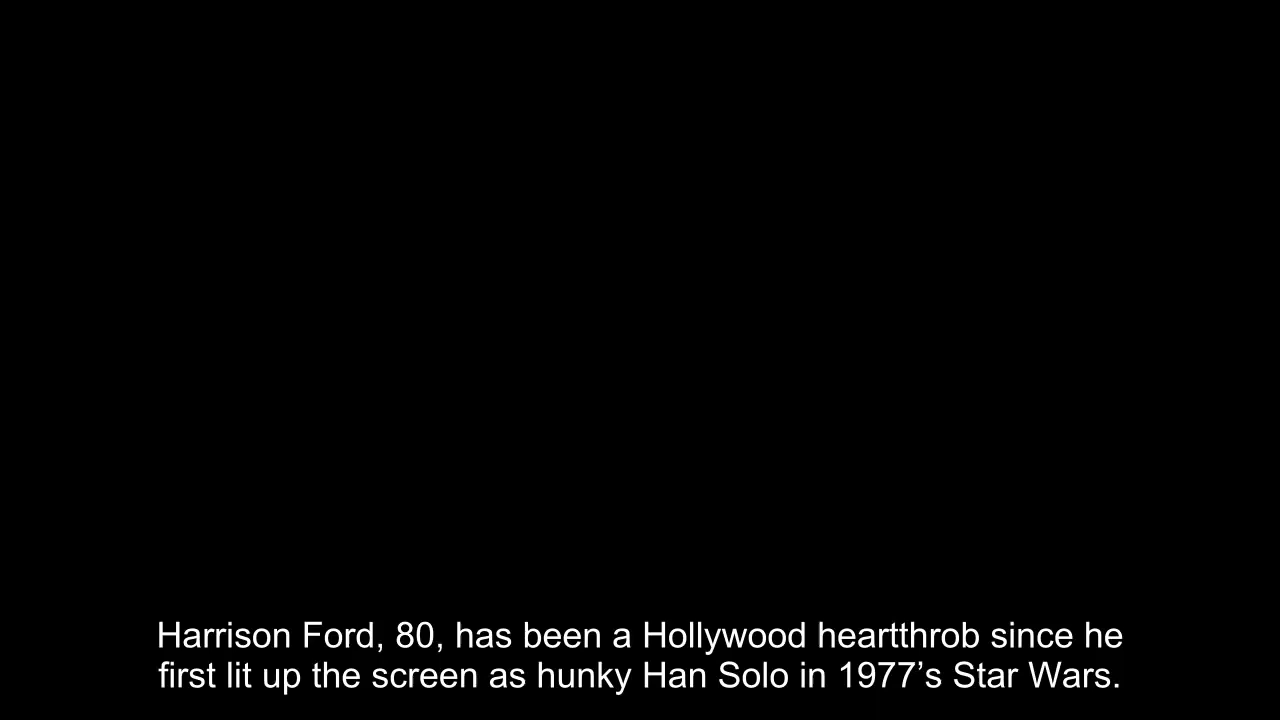 Harrison Ford, 80, has been a Hollywood heartthrob since he
first lit up the screen as hunky Han Solo in 1977’s Star Wars.